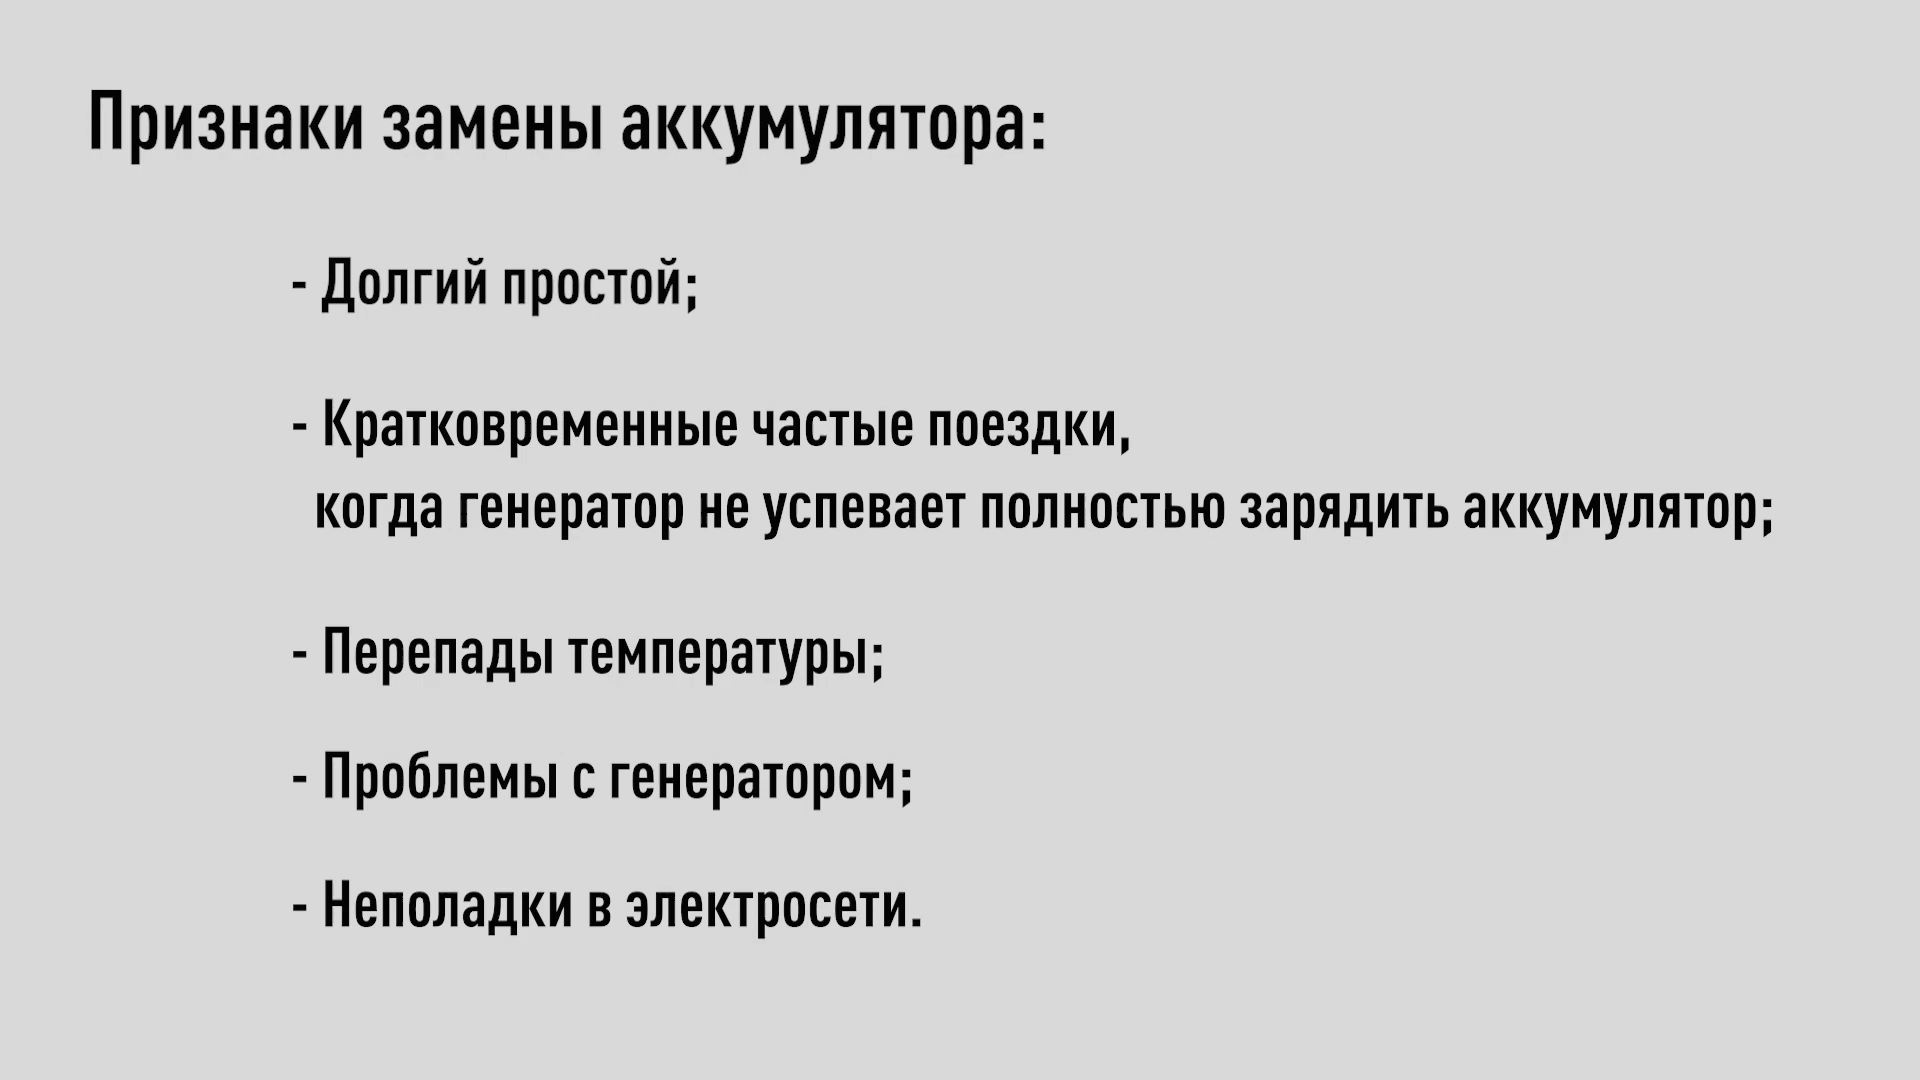 Признаки замены аккумулятора:
- Долгий простой;
- Кратковременные частые поездки,
когда генератор не успевает полностью зарядить аккумулятор;
- Перепады температуры;
- Проблемы с генератором;
- Неполадки в электросети.